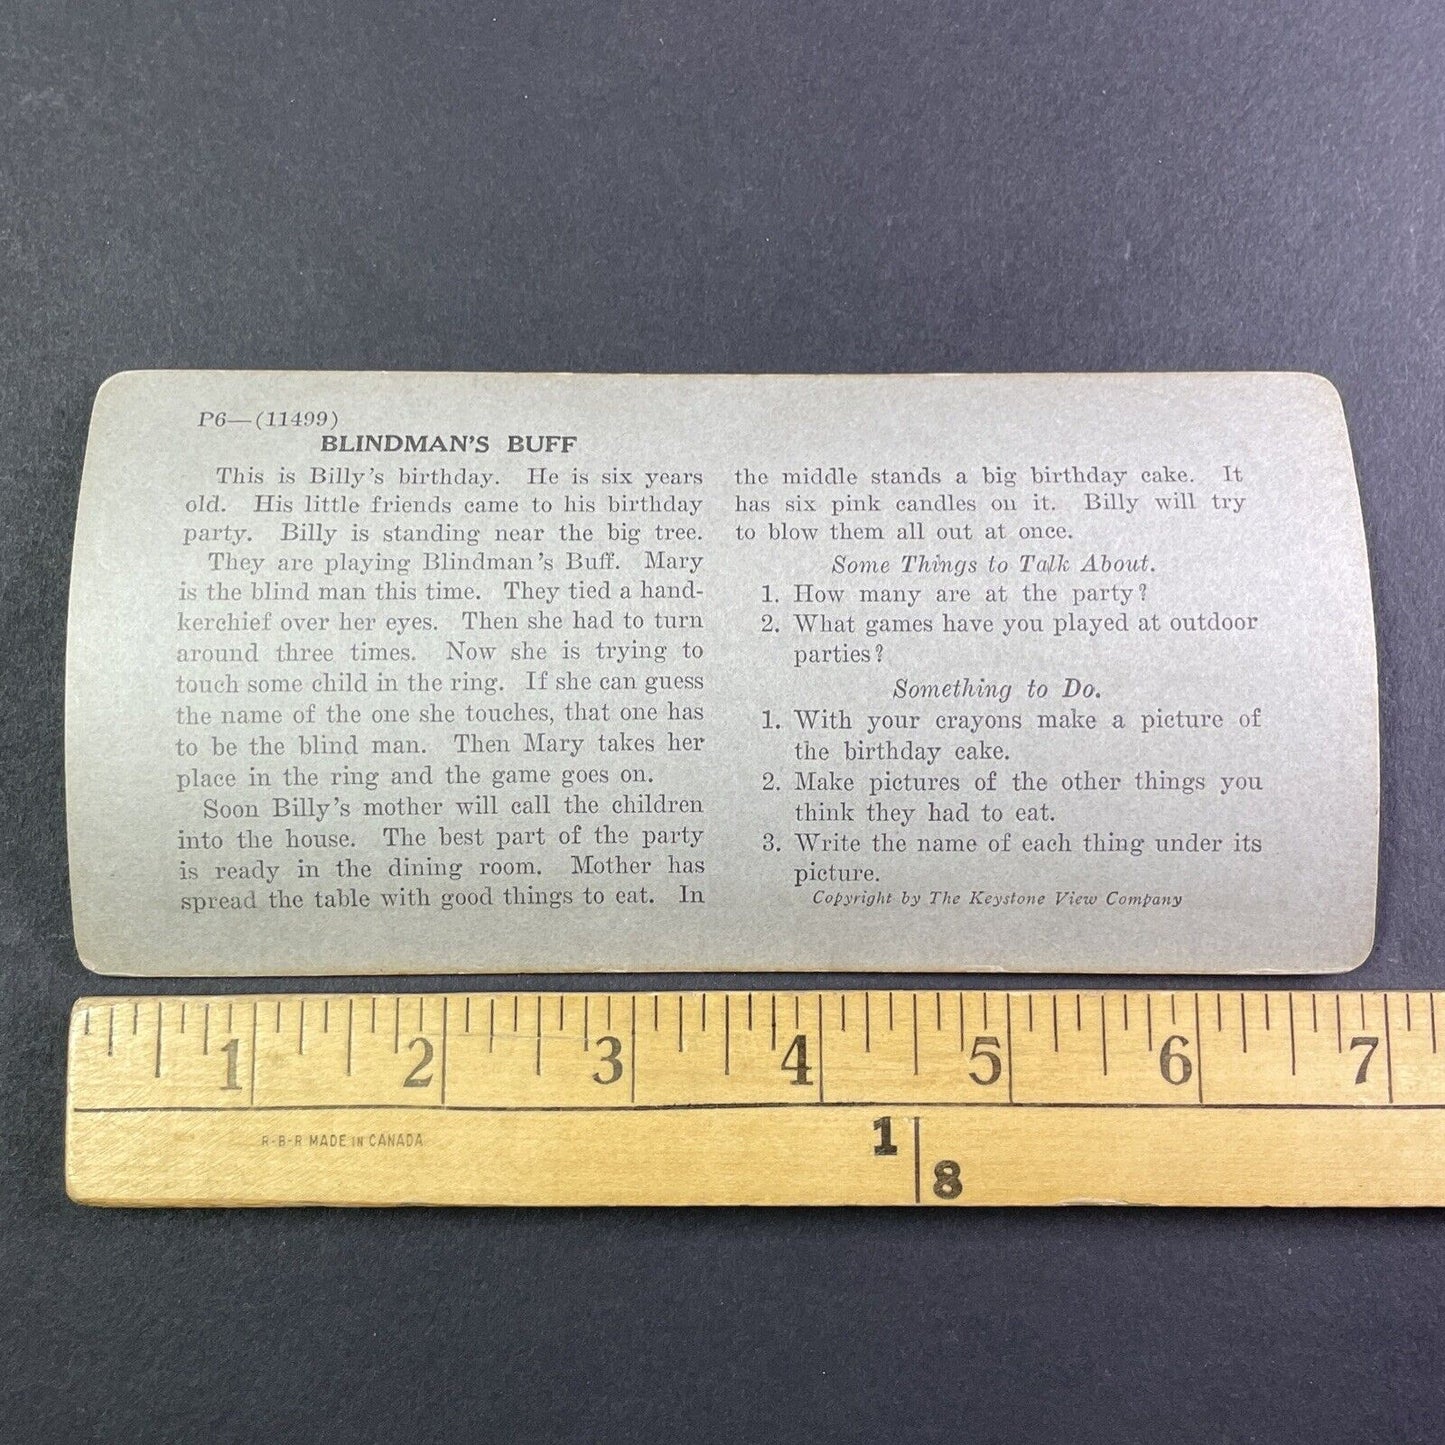 P6—(11499)
BLINDMAN'S BUFF
This is Billy's birthday. He is six years
old. His little friends came to his birthday
party. Billy is standing near the big tree.
They are playing Blindman's Buff. Mary
is the blind man this time. They tied a hand-
kerchief over her eyes. Then she had to turn
around three times. Now she is trying to
touch some child in the ring. If she can guess
the name of the one she touches, that one has
to be the blind man. Then Mary takes her
place in the ring and the game goes on.
Soon Billy's mother will call the children
into the house. The best part of the party
is ready in the dining room. Mother has
spread the table with good things to eat. In
the middle stands a big birthday cake. It
has six pink candles on it. Billy will try
to blow them all out at once.
Some Things to Talk About.
1. How many are at the party?
2. What games have you played at outdoor
parties?
Something to Do.
1. With your crayons make a picture of
the birthday cake.
2. Make pictures of the other things you
think they had to eat.
3. Write the name of each thing under its
picture.
Copyright by The Keystone View Company
1 2 3 4 5 6 7
R-B-R MADE IN CANADA
1
8